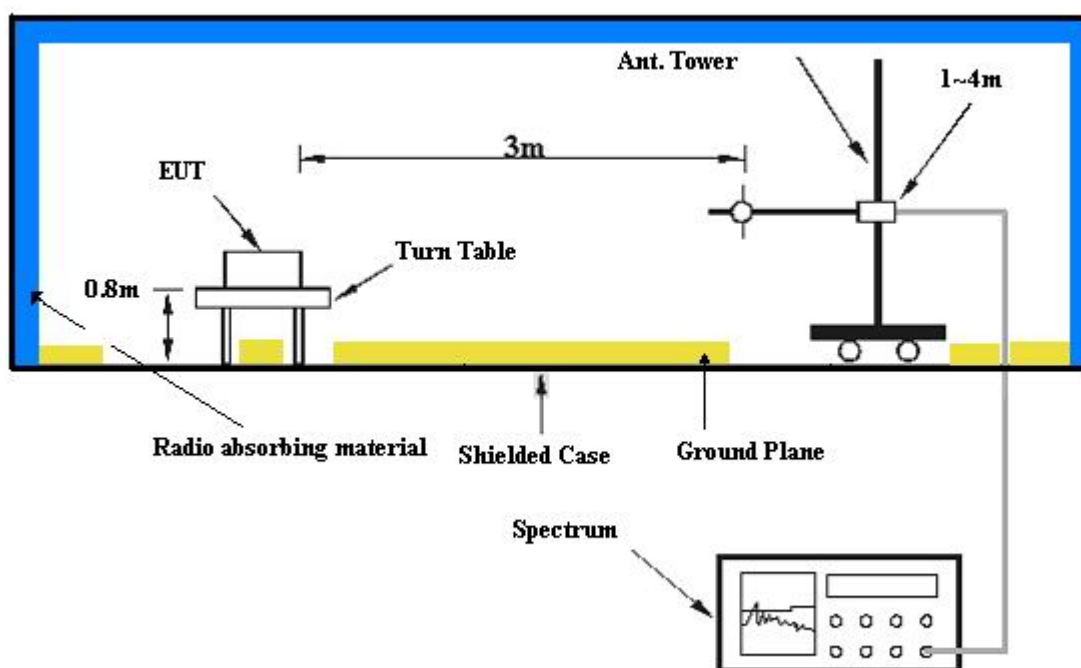 Ant. Tower
1~4m
3m
EUT
Turn Table
0.8m
Radio absorbing material
Shielded Case
Ground Plane
Spectrum